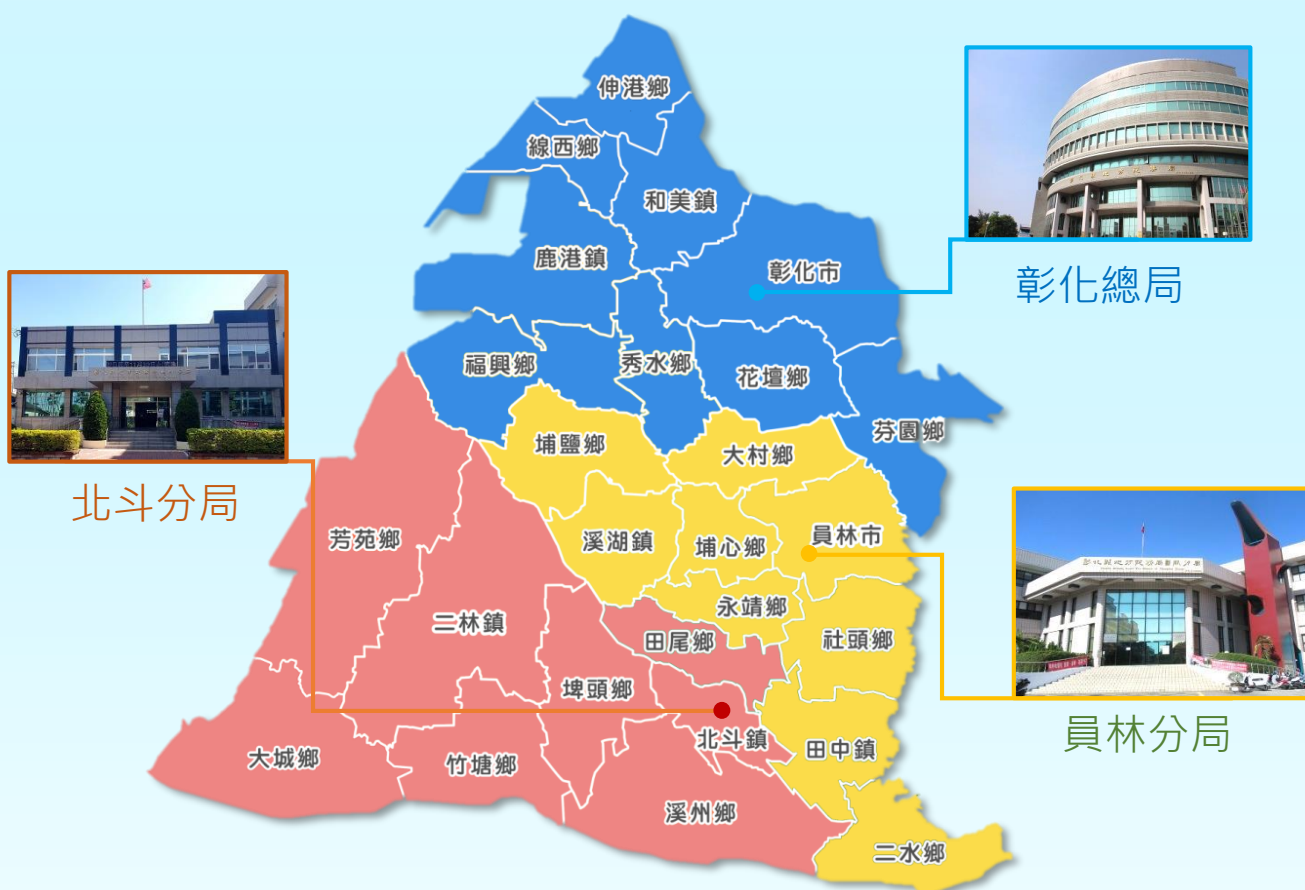 伸港鄉
線西鄉
和美鎮
鹿港鎮
彰化市
彰化總局
福興鄉
秀水鄉
花壇鄉
芬園鄉
埔鹽鄉
大村鄉
北斗分局
芳苑鄉
溪湖鎮
埔心鄉
員林市
永靖鄉
二林鎮
田尾鄉
社頭鄉
埤頭鄉
北斗鎮
田中鎮
員林分局
大城鄉
竹塘鄉
溪州鄉
二水鄉